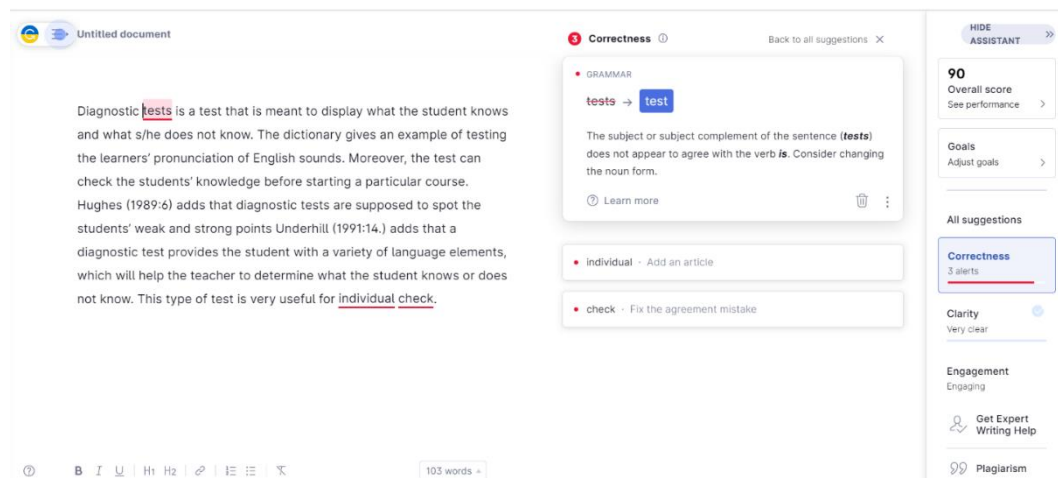 Untitled document
Diagnostic tests is a test that is meant to display what the student knows
and what s/he does not know. The dictionary gives an example of testing
the learners' pronunciation of English sounds. Moreover, the test can
check the students' knowledge before starting a particular course.
Hughes (1989:6) adds that diagnostic tests are supposed to spot the
students' weak and strong points Underhill (1991:14.) adds that a
diagnostic test provides the student with a variety of language elements,
which will help the teacher to determine what the student knows or does
not know. This type of test is very useful for individual check.
B I U H1 H2
103 words
3 Correctness
Back to all suggestions
GRAMMAR
tests → test
The subject or subject complement of the sentence (tests)
does not appear to agree with the verb is. Consider changing
the noun form.
Learn more
individual · Add an article
check · Fix the agreement mistake
HIDE
ASSISTANT
90
Overall score
See performance
Goals
Adjust goals
All suggestions
Correctness
3 alerts
Clarity
Very clear
Engagement
Engaging
Get Expert
Writing Help
Plagiarism